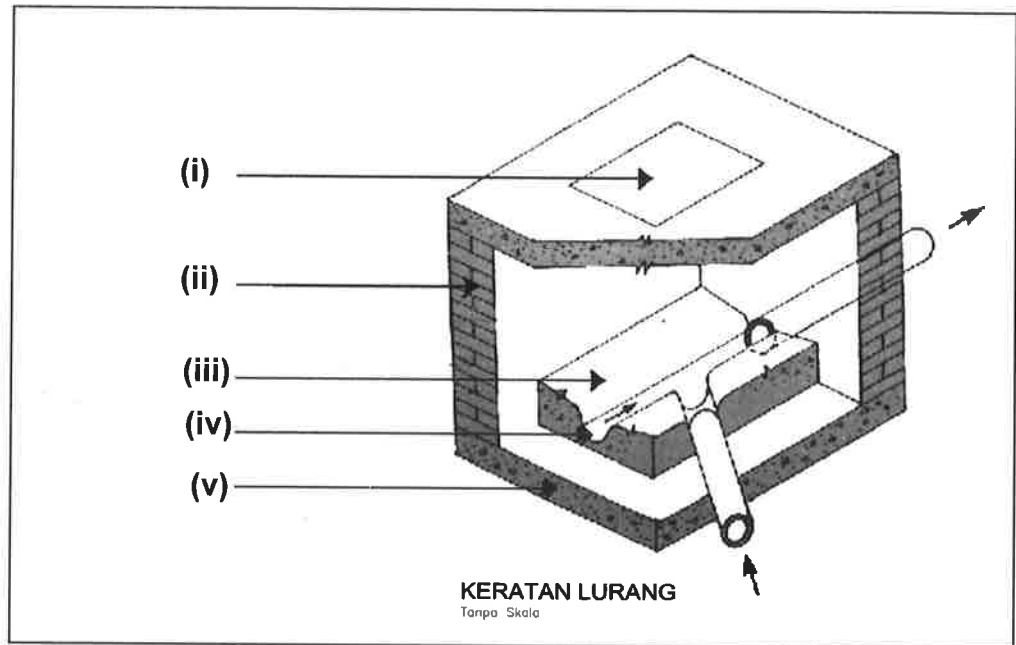 (i)
(ii)
(iii)
(iv)
(v)
KERATAN LURANG
Tanpa Skala